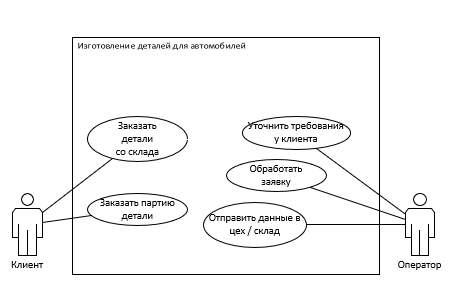 Изготовление деталей для автомобилей
Заказать
детали
со склада
Уточнить требования
у клиента
Обработать
заявку
Заказать партию
детали
Отправить данные в
цех / склад
Клиент
Оператор